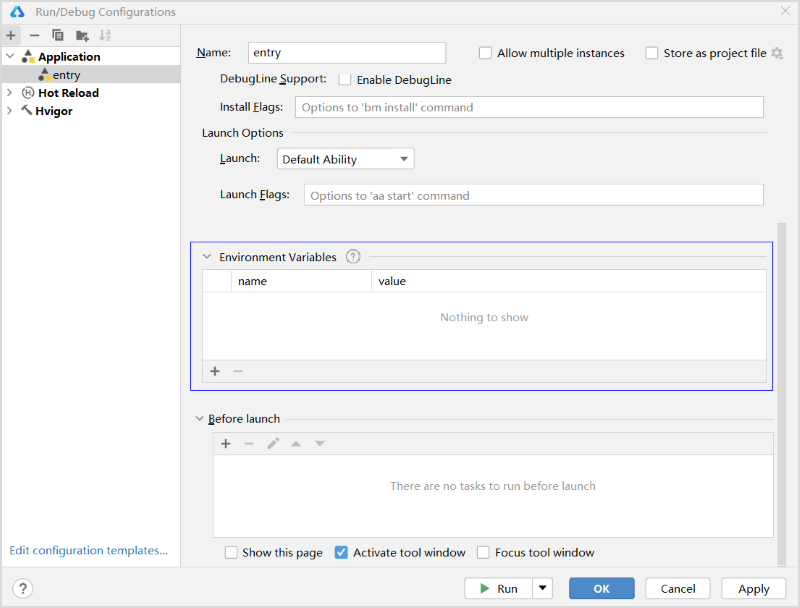 Run/Debug Configurations
Application
entry
Hot Reload
Hvigor
Edit configuration templates...
Name: entry Allow multiple instances Store as project file
DebugLine Support: Enable DebugLine
Install Flags: Options to 'bm install' command
Launch Options
Launch: Default Ability
Launch Flags: Options to 'aa start' command
Environment Variables ?
name value
Nothing to show
Before launch
There are no tasks to run before launch
Show this page Activate tool window Focus tool window
? Run OK Cancel Apply